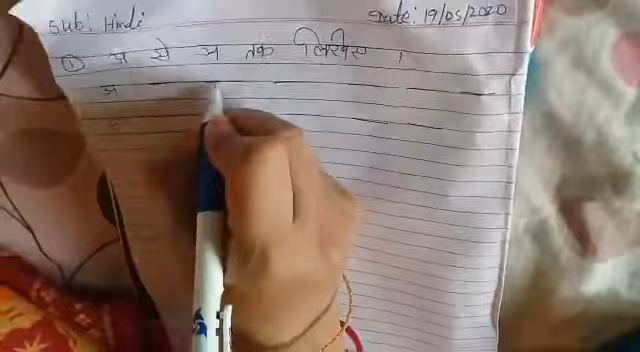 Sub: Hindi Date: 19/05/2020
① अ से अ तक लिखिए ।
अ